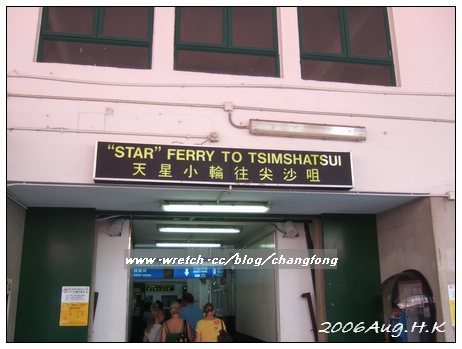 "STAR" FERRY TO TSIMSHATSUI
天星小輪往尖沙咀
www.wretch.cc/blog/changfong
2006Aug.H.K